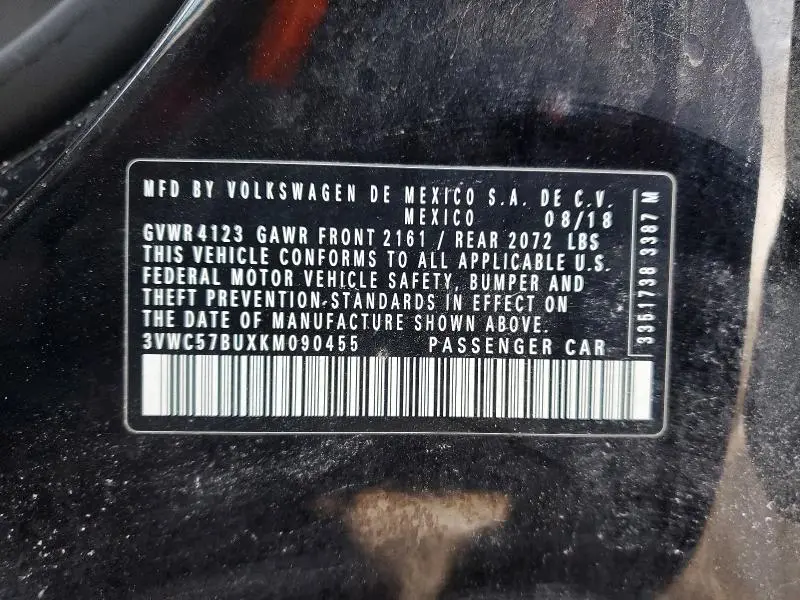 MFD BY VOLKSWAGEN DE MEXICO S.A. DE C.V.
MEXICO 08/18
GVWR 4123 GAWR FRONT 2161 / REAR 2072 LBS
THIS VEHICLE CONFORMS TO ALL APPLICABLE U.S.
FEDERAL MOTOR VEHICLE SAFETY, BUMPER AND
THEFT PREVENTION-STANDARDS IN EFFECT ON
THE DATE OF MANUFACTURE SHOWN ABOVE.
3VWC57BUXKM090455 PASSENGER CAR
3351738 3387 M